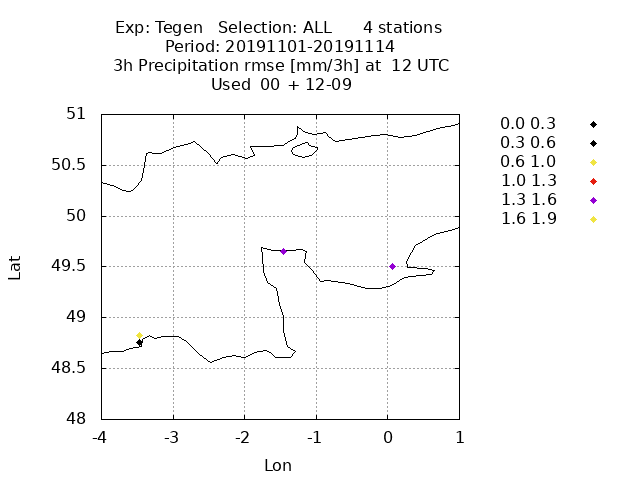 Exp: Tegen   Selection: ALL      4 stations
Period: 20191101-20191114
3h Precipitation rmse [mm/3h] at  12 UTC
Used  00 + 12-09
51
50.5
50
49.5
49
48.5
48
-4 -3 -2 -1 0 1
Lat
Lon
0.0 0.3
0.3 0.6
0.6 1.0
1.0 1.3
1.3 1.6
1.6 1.9